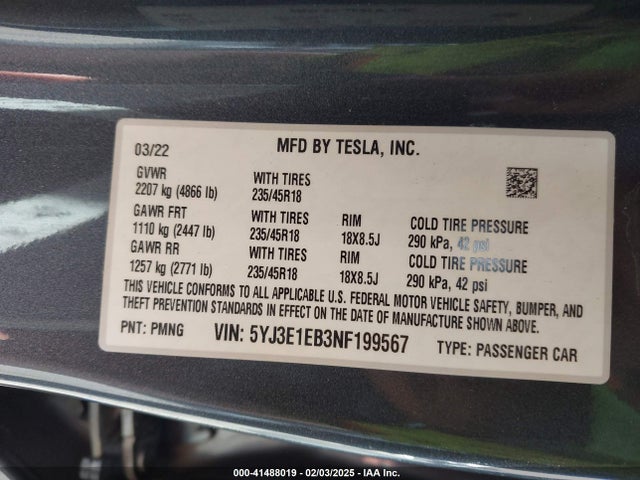 03/22 MFD BY TESLA, INC.
GVWR
2207 kg (4866 lb) WITH TIRES
235/45R18
GAWR FRT WITH TIRES RIM COLD TIRE PRESSURE
1110 kg (2447 lb) 235/45R18 18X8.5J 290 kPa, 42 psi
GAWR RR WITH TIRES RIM COLD TIRE PRESSURE
1257 kg (2771 lb) 235/45R18 18X8.5J 290 kPa, 42 psi
THIS VEHICLE CONFORMS TO ALL APPLICABLE U.S. FEDERAL MOTOR VEHICLE SAFETY, BUMPER, AND
THEFT PREVENTION STANDARDS IN EFFECT ON THE DATE OF MANUFACTURE SHOWN ABOVE.
PNT: PMNG VIN: 5YJ3E1EB3NF199567 TYPE: PASSENGER CAR
000-41488019 - 02/03/2025 - IAA Inc.